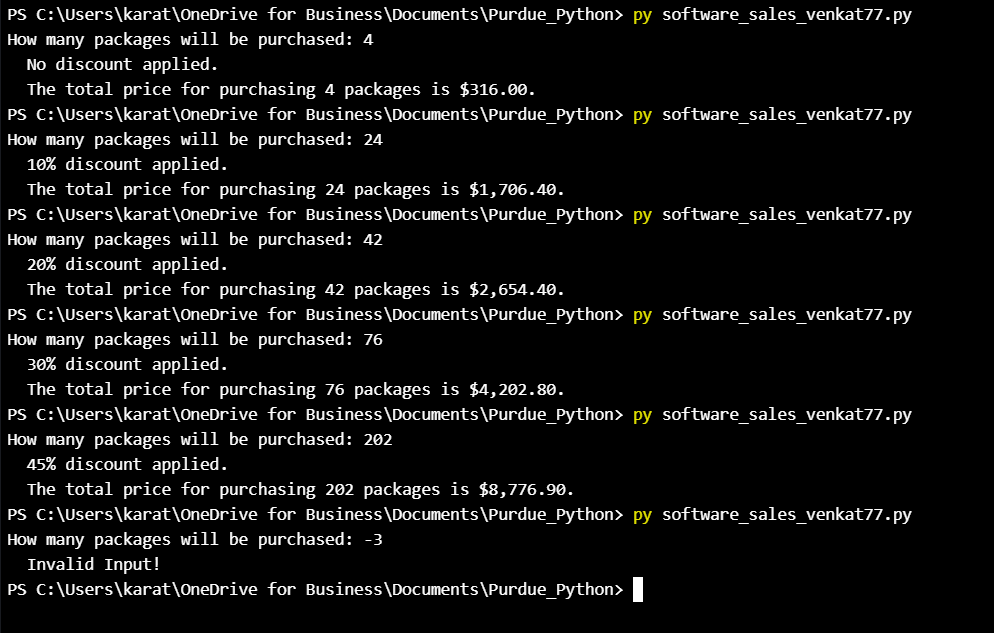 PS C:\Users\karat\OneDrive for Business\Documents\Purdue_Python> py software_sales_venkat77.py
How many packages will be purchased: 4
  No discount applied.
  The total price for purchasing 4 packages is $316.00.
PS C:\Users\karat\OneDrive for Business\Documents\Purdue_Python> py software_sales_venkat77.py
How many packages will be purchased: 24
  10% discount applied.
  The total price for purchasing 24 packages is $1,706.40.
PS C:\Users\karat\OneDrive for Business\Documents\Purdue_Python> py software_sales_venkat77.py
How many packages will be purchased: 42
  20% discount applied.
  The total price for purchasing 42 packages is $2,654.40.
PS C:\Users\karat\OneDrive for Business\Documents\Purdue_Python> py software_sales_venkat77.py
How many packages will be purchased: 76
  30% discount applied.
  The total price for purchasing 76 packages is $4,202.80.
PS C:\Users\karat\OneDrive for Business\Documents\Purdue_Python> py software_sales_venkat77.py
How many packages will be purchased: 202
  45% discount applied.
  The total price for purchasing 202 packages is $8,776.90.
PS C:\Users\karat\OneDrive for Business\Documents\Purdue_Python> py software_sales_venkat77.py
How many packages will be purchased: -3
  Invalid Input!
PS C:\Users\karat\OneDrive for Business\Documents\Purdue_Python>